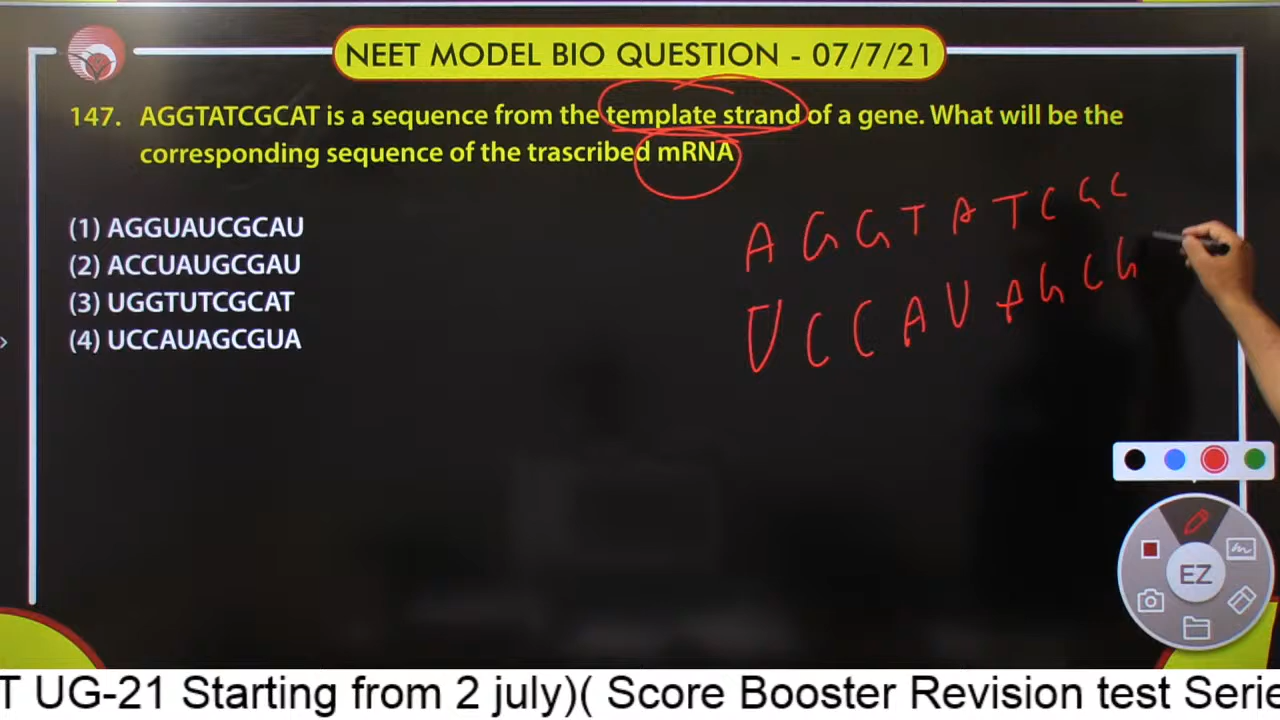 NEET MODEL BIO QUESTION - 07/7/21
147. AGGTATCGCAT is a sequence from the template strand of a gene. What will be the
corresponding sequence of the trascribed mRNA
(1) AGGUAUCGCAU
(2) ACCUAUGCGAU
(3) UGGTUTCGCAT
(4) UCCAUAGCGUA
A G G T A T C G C
U C C A U A G C G
EZ
T UG-21 Starting from 2 july)( Score Booster Revision test Serie